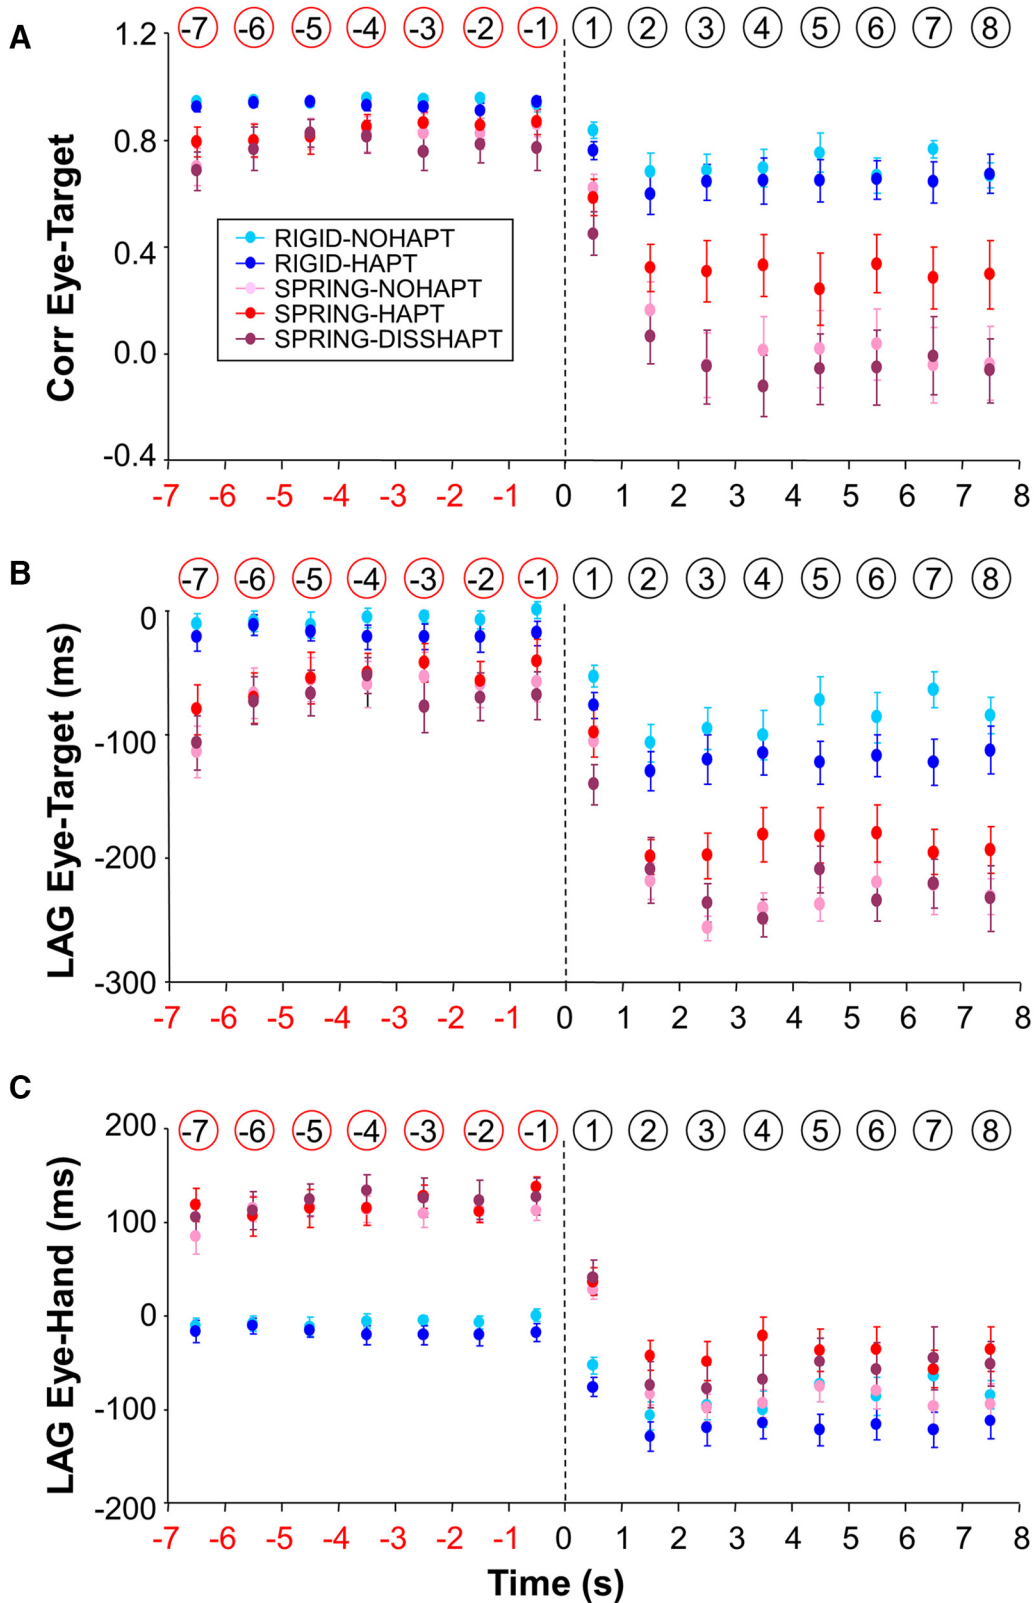 A
-7 -6 -5 -4 -3 -2 -1 1 2 3 4 5 6 7 8
1.2
0.8
0.4
0.0
-0.4
Corr Eye-Target
RIGID-NOHAPT
RIGID-HAPT
SPRING-NOHAPT
SPRING-HAPT
SPRING-DISSHAPT
-7 -6 -5 -4 -3 -2 -1 0 1 2 3 4 5 6 7 8
B
-7 -6 -5 -4 -3 -2 -1 1 2 3 4 5 6 7 8
0
-100
-200
-300
LAG Eye-Target (ms)
-7 -6 -5 -4 -3 -2 -1 0 1 2 3 4 5 6 7 8
C
-7 -6 -5 -4 -3 -2 -1 1 2 3 4 5 6 7 8
200
100
0
-100
-200
LAG Eye-Hand (ms)
-7 -6 -5 -4 -3 -2 -1 0 1 2 3 4 5 6 7 8
Time (s)